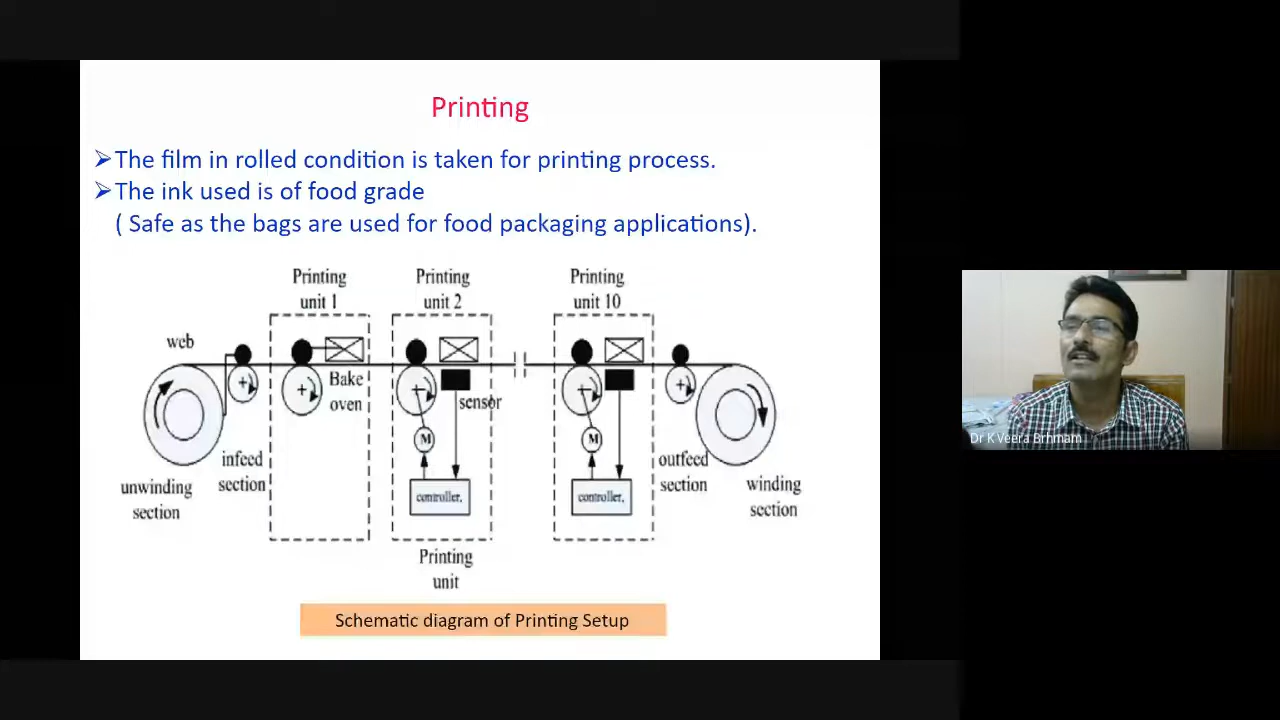 Printing
➢The film in rolled condition is taken for printing process.
➢The ink used is of food grade
( Safe as the bags are used for food packaging applications).
Printing
unit 1
Printing
unit 2
Printing
unit 10
web
Bake
oven
sensor
M
M
controller,
controller,
infeed
section
unwinding
section
outfeed
section
winding
section
Printing
unit
Schematic diagram of Printing Setup
Dr K Veera Brhmam